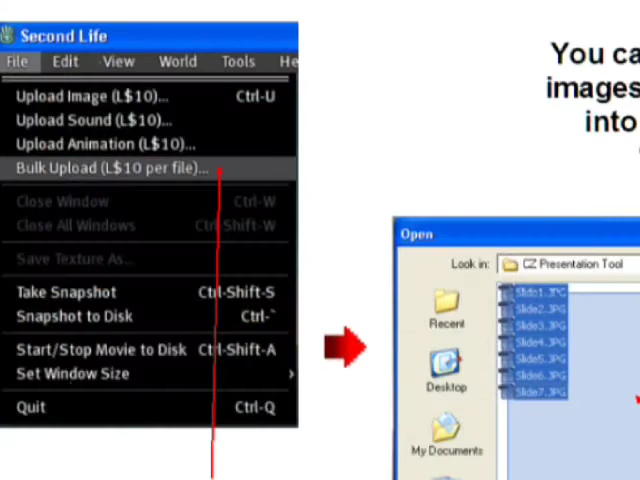 Second Life
File Edit View World Tools He
Upload Image (L$10)... Ctrl-U
Upload Sound (L$10)...
Upload Animation (L$10)...
Bulk Upload (L$10 per file)...
Close Window Ctrl-W
Close All Windows Ctrl-Shift-W
Save Texture As...
Take Snapshot Ctrl-Shift-S
Snapshot to Disk Ctrl-`
Start/Stop Movie to Disk Ctrl-Shift-A
Set Window Size
Quit Ctrl-Q
You ca
images
into
Open
Look in: CZ Presentation Tool
Recent
Desktop
My Documents
Slide1.JPG
Slide2.JPG
Slide3.JPG
Slide4.JPG
Slide5.JPG
Slide6.JPG
Slide7.JPG